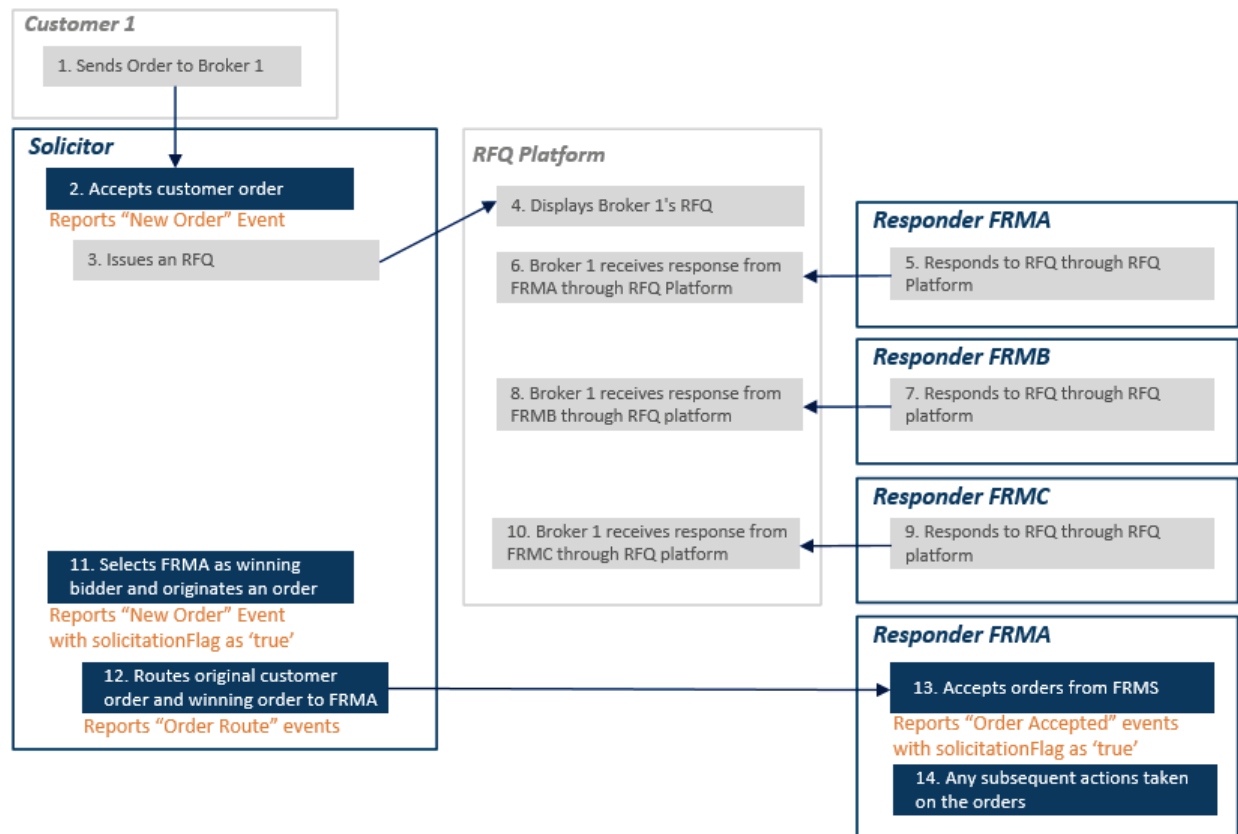 Customer 1
1. Sends Order to Broker 1
Solicitor
2. Accepts customer order
Reports “New Order” Event
3. Issues an RFQ
RFQ Platform
4. Displays Broker 1's RFQ
Responder FRMA
5. Responds to RFQ through RFQ
Platform
6. Broker 1 receives response from
FRMA through RFQ Platform
Responder FRMB
7. Responds to RFQ through RFQ
platform
8. Broker 1 receives response from
FRMB through RFQ platform
Responder FRMC
9. Responds to RFQ through RFQ
platform
10. Broker 1 receives response from
FRMC through RFQ platform
11. Selects FRMA as winning
bidder and originates an order
Reports “New Order” Event
with solicitationFlag as ‘true’
12. Routes original customer
order and winning order to FRMA
Reports “Order Route” events
Responder FRMA
13. Accepts orders from FRMS
Reports “Order Accepted” events
with solicitationFlag as ‘true’
14. Any subsequent actions taken
on the orders